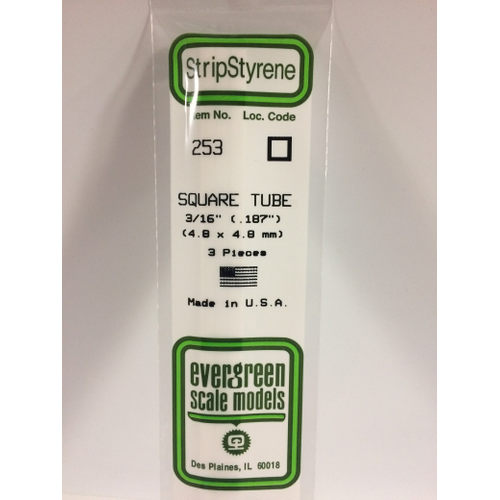 StripStyrene
Item No. Loc. Code
253
SQUARE TUBE
3/16" (.187")
(4.8 x 4.8 mm)
3 Pieces
Made in U.S.A.
evergreen
scale models
Des Plaines, IL 60018